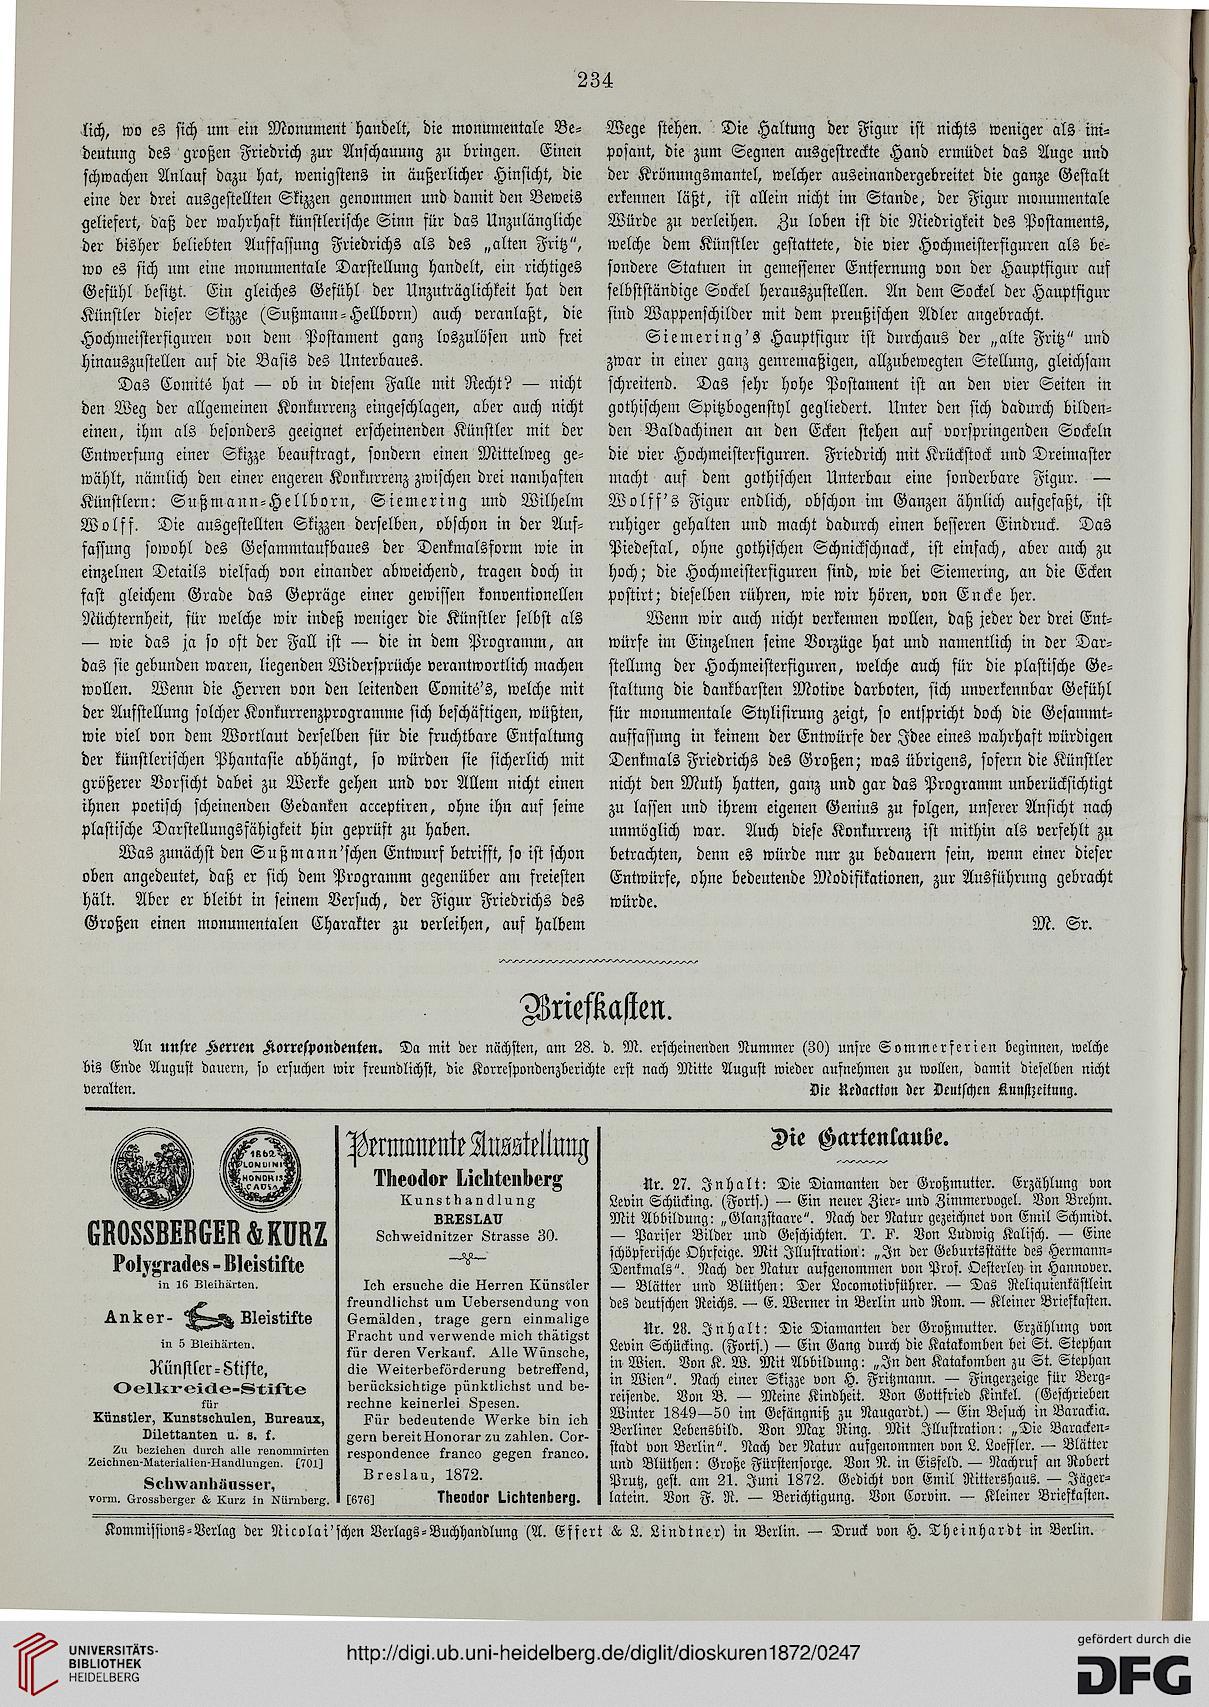 234
lich, wo es sich um ein Monument handelt, die monumentale Be-
deutung des großen Friedrich zur Anschauung zu bringen. Einen
schwachen Anlauf dazu hat, wenigstens in äußerlicher Hinsicht, die
eine der drei ausgestellten Skizzen genommen und damit den Beweis
geliefert, daß der wahrhaft künstlerische Sinn für das Unzulängliche
der bisher beliebten Auffassung Friedrichs als des „alten Fritz“,
wo es sich um eine monumentale Darstellung handelt, ein richtiges
Gefühl besitzt. Ein gleiches Gefühl der Unzuträglichkeit hat den
Künstler dieser Skizze (Sußmann-Hellborn) auch veranlaßt, die
Hochmeisterfiguren von dem Postament ganz loszulösen und frei
hinauszustellen auf die Basis des Unterbaues.
Das Comité hat — ob in diesem Falle mit Recht? — nicht
den Weg der allgemeinen Konkurrenz eingeschlagen, aber auch nicht
einen, ihm als besonders geeignet erscheinenden Künstler mit der
Entwerfung einer Skizze beauftragt, sondern einen Mittelweg ge-
wählt, nämlich den einer engeren Konkurrenz zwischen drei namhaften
Künstlern: Sußmann-Hellborn, Siemering und Wilhelm
Wolff. Die ausgestellten Skizzen derselben, obschon in der Auf-
fassung sowohl des Gesammtaufbaues der Denkmalsform wie in
einzelnen Details vielfach von einander abweichend, tragen doch in
fast gleichem Grade das Gepräge einer gewissen konventionellen
Nüchternheit, für welche wir indeß weniger die Künstler selbst als
— wie das ja so oft der Fall ist — die in dem Programm, an
das sie gebunden waren, liegenden Widersprüche verantwortlich machen
wollen. Wenn die Herren von den leitenden Comité's, welche mit
der Aufstellung solcher Konkurrenzprogramme sich beschäftigen, wüßten,
wie viel von dem Wortlaut derselben für die fruchtbare Entfaltung
der künstlerischen Phantasie abhängt, so würden sie sicherlich mit
größerer Vorsicht dabei zu Werke gehen und vor Allem nicht einen
ihnen poetisch scheinenden Gedanken acceptiren, ohne ihn auf seine
plastische Darstellungsfähigkeit hin geprüft zu haben.
Was zunächst den Sußmann'schen Entwurf betrifft, so ist schon
oben angedeutet, daß er sich dem Programm gegenüber am freiesten
hält. Aber er bleibt in seinem Versuch, der Figur Friedrichs des
Großen einen monumentalen Charakter zu verleihen, auf halbem
Wege stehen. Die Haltung der Figur ist nichts weniger als im-
posant, die zum Segnen ausgestreckte Hand ermüdet das Auge und
der Krönungsmantel, welcher auseinandergebreitet die ganze Gestalt
erkennen läßt, ist allein nicht im Stande, der Figur monumentale
Würde zu verleihen. Zu loben ist die Niedrigkeit des Postaments,
welche dem Künstler gestattete, die vier Hochmeisterfiguren als be-
sondere Statuen in gemessener Entfernung von der Hauptfigur auf
selbstständige Sockel herauszustellen. An dem Sockel der Hauptfigur
sind Wappenschilder mit dem preußischen Adler angebracht.
Siemering's Hauptfigur ist durchaus der „alte Fritz“ und
zwar in einer ganz genremaßigen, allzubewegten Stellung, gleichsam
schreitend. Das sehr hohe Postament ist an den vier Seiten in
gothischem Spitzbogenstyl gegliedert. Unter den sich dadurch bilden-
den Baldachinen an den Ecken stehen auf vorspringenden Sockeln
die vier Hochmeisterfiguren. Friedrich mit Krückstock und Dreimaster
macht auf dem gothischen Unterbau eine sonderbare Figur. —
Wolff's Figur endlich, obschon im Ganzen ähnlich aufgefaßt, ist
ruhiger gehalten und macht dadurch einen besseren Eindruck. Das
Piedestal, ohne gothischen Schnickschnack, ist einfach, aber auch zu
hoch; die Hochmeisterfiguren sind, wie bei Siemering, an die Ecken
postirt; dieselben rühren, wie wir hören, von Encke her.
Wenn wir auch nicht verkennen wollen, daß jeder der drei Ent-
würfe im Einzelnen seine Vorzüge hat und namentlich in der Dar-
stellung der Hochmeisterfiguren, welche auch für die plastische Ge-
staltung die dankbarsten Motive darboten, sich unverkennbar Gefühl
für monumentale Stylisirung zeigt, so entspricht doch die Gesammt-
auffassung in keinem der Entwürfe der Idee eines wahrhaft würdigen
Denkmals Friedrichs des Großen; was übrigens, sofern die Künstler
nicht den Muth hatten, ganz und gar das Programm unberücksichtigt
zu lassen und ihrem eigenen Genius zu folgen, unserer Ansicht nach
unmöglich war. Auch diese Konkurrenz ist mithin als verfehlt zu
betrachten, denn es würde nur zu bedauern sein, wenn einer dieser
Entwürfe, ohne bedeutende Modifikationen, zur Ausführung gebracht
würde.
M. Sr.
Briefkasten.
An unsre Herren Korrespondenten. Da mit der nächsten, am 28. d. M. erscheinenden Nummer (30) unsre Sommerferien beginnen, welche
bis Ende August dauern, so ersuchen wir freundlichst, die Korrespondenzberichte erst nach Mitte August wieder aufnehmen zu wollen, damit dieselben nicht
veralten. Die Redaction der Deutschen Kunstzeitung.
1862
LONDINI
HONORIS
CAUSA
GROSSBERGER & KURZ
Polygrades-Bleistifte
in 16 Bleihärten.
Anker- Bleistifte
in 5 Bleihärten.
Künstler-Stifte,
Oelkreide-Stifte
für
Künstler, Kunstschulen, Bureaux,
Dilettanten u. s. f.
Zu beziehen durch alle renommirten
Zeichnen-Materialien-Handlungen. [701]
Schwanhäusser,
vorm. Grossberger & Kurz in Nürnberg.
Permanente Ausstellung
Theodor Lichtenberg
Kunsthandlung
BRESLAU
Schweidnitzer Strasse 30.
Ich ersuche die Herren Künstler
freundlichst um Uebersendung von
Gemälden, trage gern einmalige
Fracht und verwende mich thätigst
für deren Verkauf. Alle Wünsche,
die Weiterbeförderung betreffend,
berücksichtige pünktlichst und be-
rechne keinerlei Spesen.
Für bedeutende Werke bin ich
gern bereit Honorar zu zahlen. Cor-
respondence franco gegen franco.
Breslau, 1872.
[676] Theodor Lichtenberg.
Die Gartenlaube.
Nr. 27. Inhalt: Die Diamanten der Großmutter. Erzählung von
Levin Schücking. (Forts.) — Ein neuer Zier- und Zimmervogel. Von Brehm.
Mit Abbildung: „Glanzstaare“. Nach der Natur gezeichnet von Emil Schmidt.
— Pariser Bilder und Geschichten. T. F. Von Ludwig Kalisch. — Eine
schöpferische Ohrfeige. Mit Illustration: „In der Geburtsstätte des Hermann-
Denkmals“. Nach der Natur aufgenommen von Prof. Oesterley in Hannover.
— Blätter und Blüthen: Der Locomotivführer. — Das Reliquienkästlein
des deutschen Reichs. — E. Werner in Berlin und Rom. — Kleiner Briefkasten.
Nr. 28. Inhalt: Die Diamanten der Großmutter. Erzählung von
Levin Schücking. (Forts.) — Ein Gang durch die Katakomben bei St. Stephan
in Wien. Von K. W. Mit Abbildung: „In den Katakomben zu St. Stephan
in Wien“. Nach einer Skizze von H. Fritzmann. — Fingerzeige für Berg-
reisende. Von B. — Meine Kindheit. Von Gottfried Kinkel. (Geschrieben
Winter 1849—50 im Gefängniß zu Naugardt.) — Ein Besuch in Barackia.
Berliner Lebensbild. Von Max Ring. Mit Illustration: „Die Baracken-
stadt von Berlin“. Nach der Natur aufgenommen von L. Loeffler. — Blätter
und Blüthen: Große Fürstensorge. Von R. in Eisfeld. — Nachruf an Robert
Prutz, gest. am 21. Juni 1872. Gedicht von Emil Rittershaus. — Jäger-
latein. Von F. R. — Berichtigung. Von Corvin. — Kleiner Briefkasten.
Kommissions-Verlag der Nicolai'schen Verlags-Buchhandlung (A. Effert & L. Lindtner) in Berlin. — Druck von H. Theinhardt in Berlin.
UNIVERSITÄTS-
BIBLIOTHEK
HEIDELBERG
http://digi.ub.uni-heidelberg.de/diglit/dioskuren1872/0247
gefördert durch die
DFG